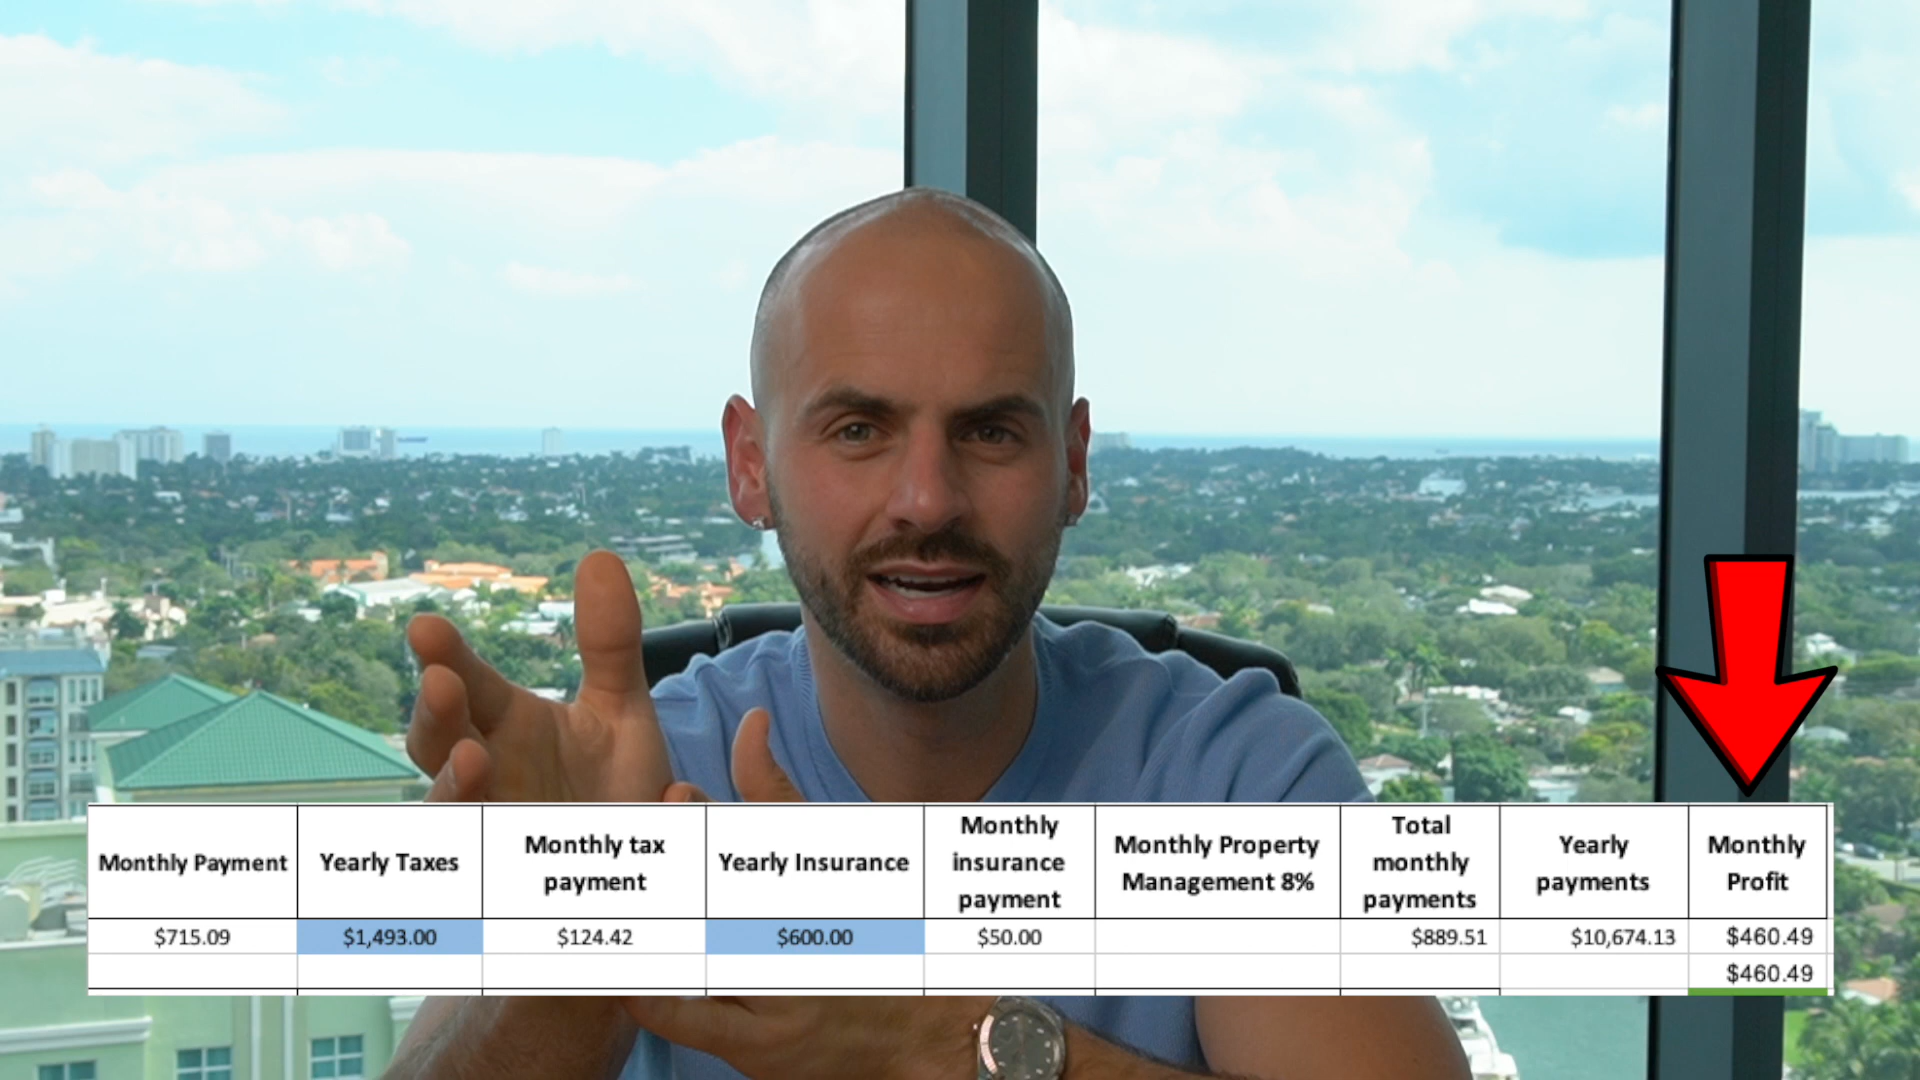 Monthly Payment
Yearly Taxes
Monthly tax
payment
Yearly Insurance
Monthly
insurance
payment
Monthly Property
Management 8%
Total
monthly
payments
Yearly
payments
Monthly
Profit
$715.09
$1,493.00
$124.42
$600.00
$50.00
$889.51
$10,674.13
$460.49
$460.49